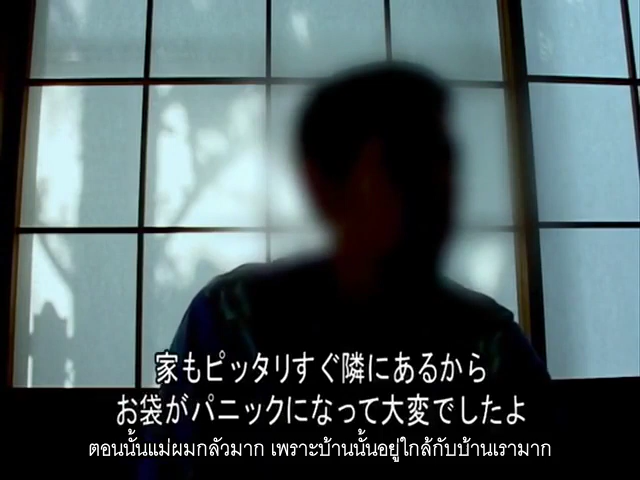 家もピッタリすぐ隣にあるから
お袋がパニックになって大変でしたよ
ตอนนั้นแม่ผมกลัวมาก เพราะบ้านนั้นอยู่ใกล้กับบ้านเรามาก